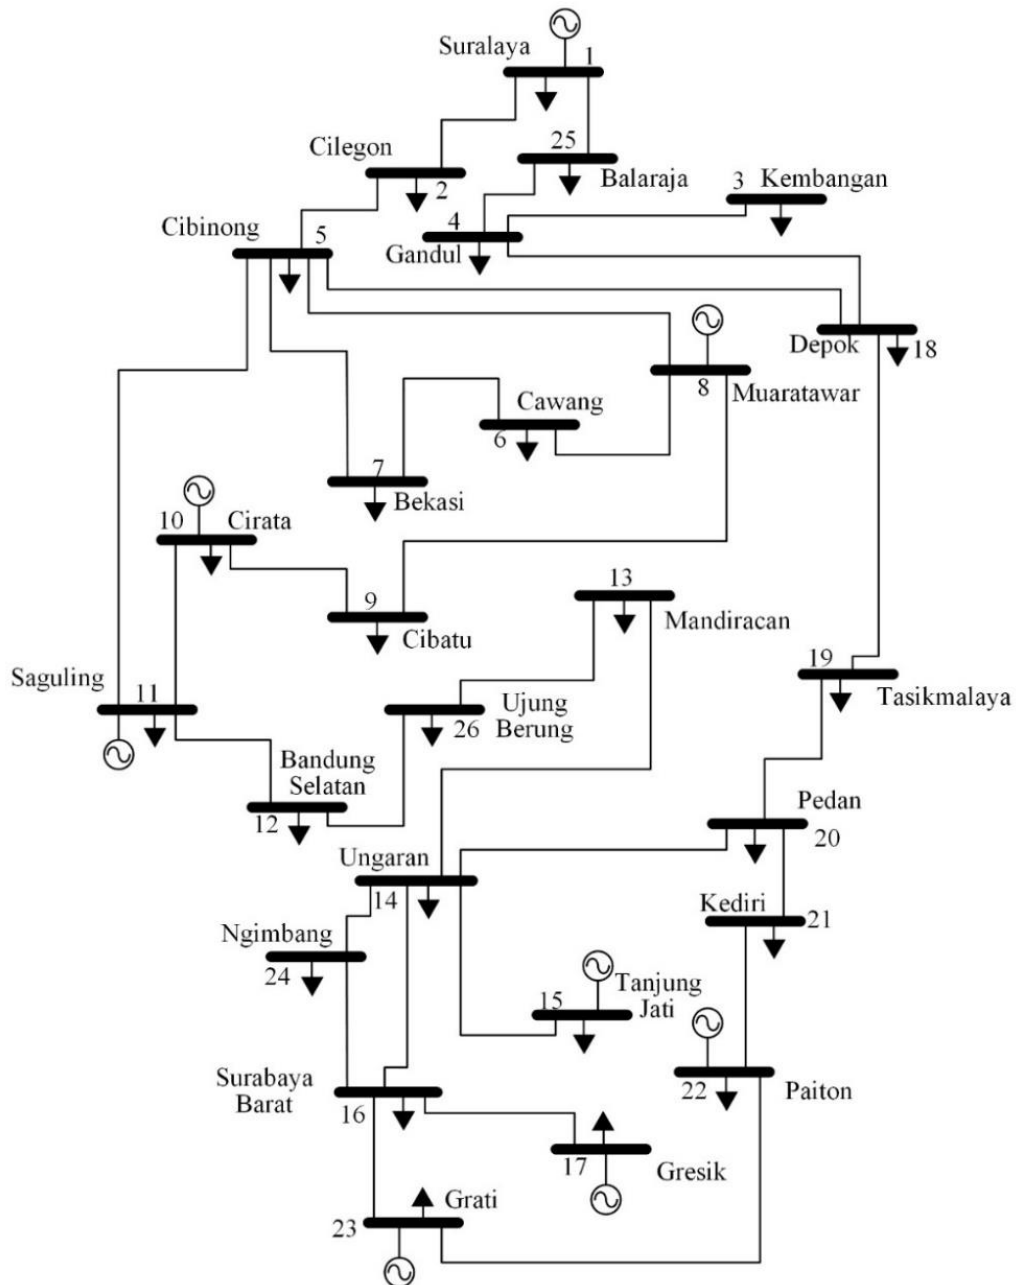 Suralaya
1
Cilegon
2
25
Balaraja
3
Kembangan
Cibinong
5
4
Gandul
Depok
18
8
Muaratawar
Cawang
6
7
Bekasi
10
Cirata
9
Cibatu
13
Mandiracan
Saguling
11
19
Tasikmalaya
26
Ujung
Berung
Bandung
Selatan
12
Pedan
20
Ungaran
14
Kediri
21
Ngimbang
24
15
Tanjung
Jati
22
Paiton
Surabaya
Barat
16
17
Gresik
23
Grati